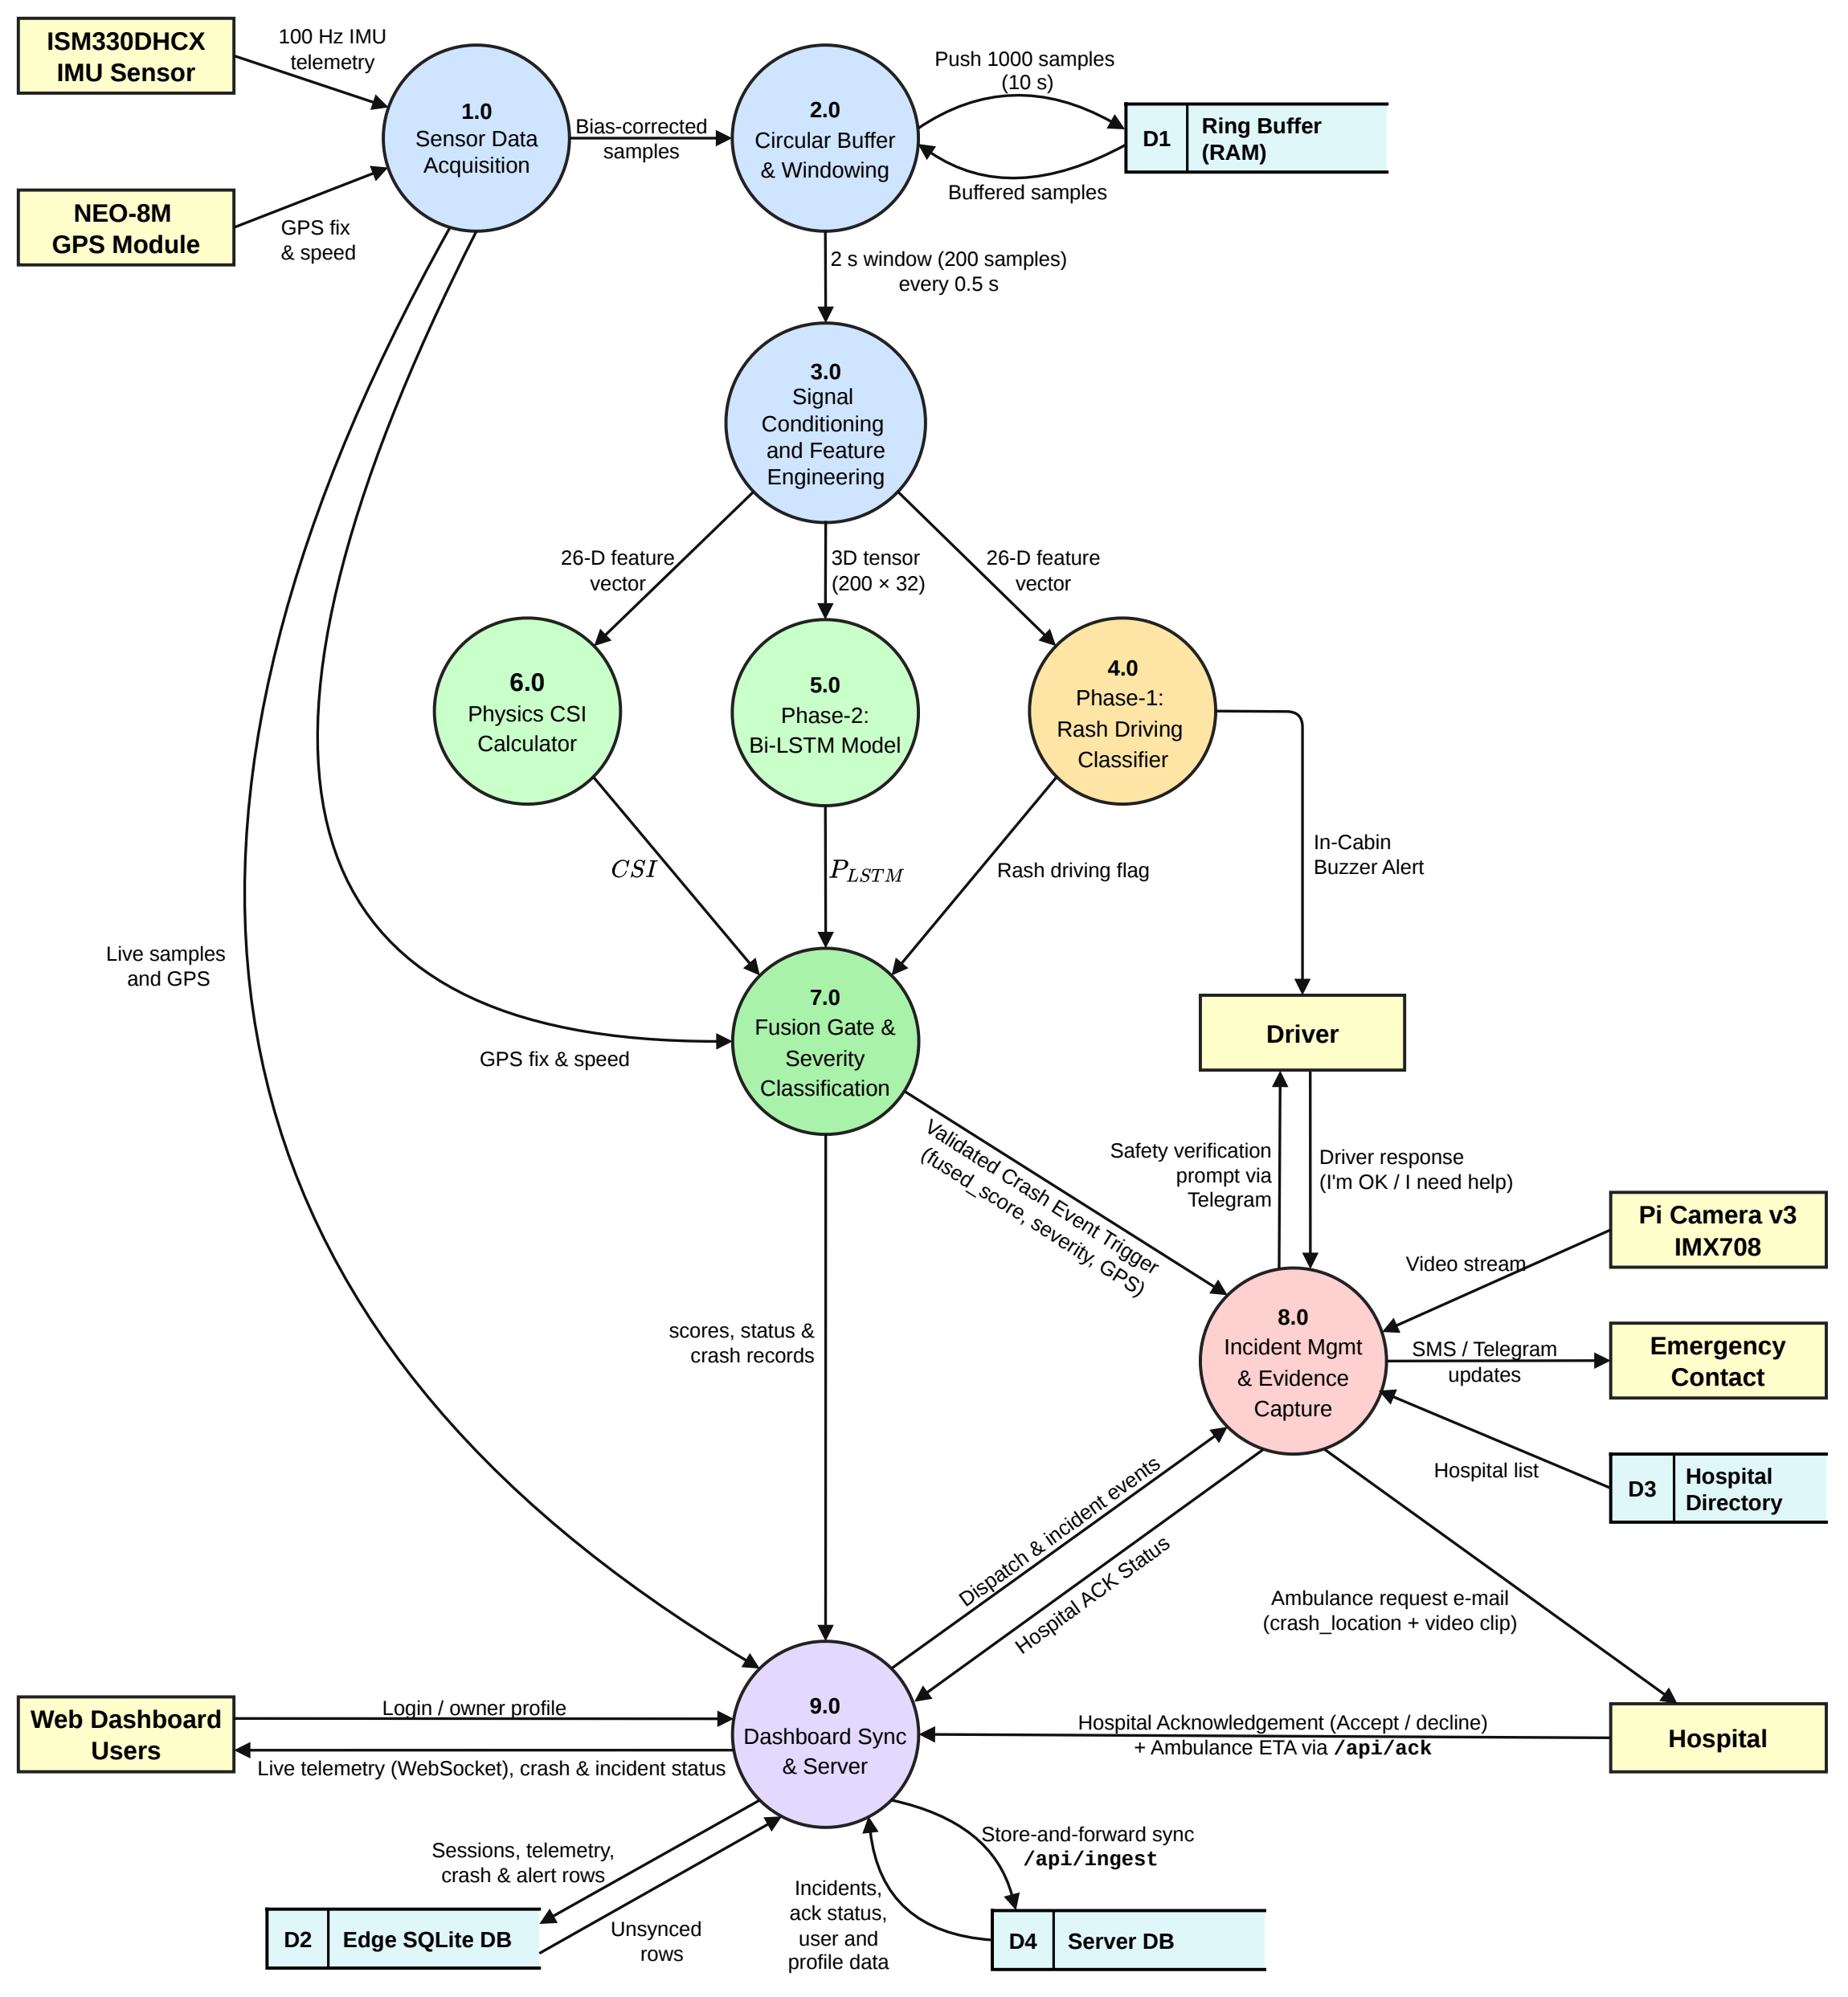 ISM330DHCX
IMU Sensor
100 Hz IMU
telemetry
NEO-8M
GPS Module
GPS fix
& speed
1.0
Sensor Data
Acquisition
Bias-corrected
samples
2.0
Circular Buffer
& Windowing
Push 1000 samples
(10 s)
D1
Ring Buffer
(RAM)
Buffered samples
2 s window (200 samples)
every 0.5 s
3.0
Signal
Conditioning
and Feature
Engineering
26-D feature
vector
3D tensor
(200 × 32)
26-D feature
vector
6.0
Physics CSI
Calculator
5.0
Phase-2:
Bi-LSTM Model
4.0
Phase-1:
Rash Driving
Classifier
CSI
P_LSTM
Rash driving flag
In-Cabin
Buzzer Alert
Live samples
and GPS
GPS fix & speed
7.0
Fusion Gate &
Severity
Classification
Driver
Validated Crash Event Trigger
(fused_score, severity, GPS)
Safety verification
prompt via
Telegram
Driver response
(I'm OK / I need help)
Pi Camera v3
IMX708
Video stream
scores, status &
crash records
8.0
Incident Mgmt
& Evidence
Capture
SMS / Telegram
updates
Emergency
Contact
Hospital list
D3
Hospital
Directory
Dispatch & incident events
Hospital ACK Status
Ambulance request e-mail
(crash_location + video clip)
Web Dashboard
Users
Login / owner profile
Live telemetry (WebSocket), crash & incident status
9.0
Dashboard Sync
& Server
Hospital Acknowledgement (Accept / decline)
+ Ambulance ETA via /api/ack
Hospital
Sessions, telemetry,
crash & alert rows
Unsynced
rows
D2
Edge SQLite DB
Incidents,
ack status,
user and
profile data
Store-and-forward sync
/api/ingest
D4
Server DB